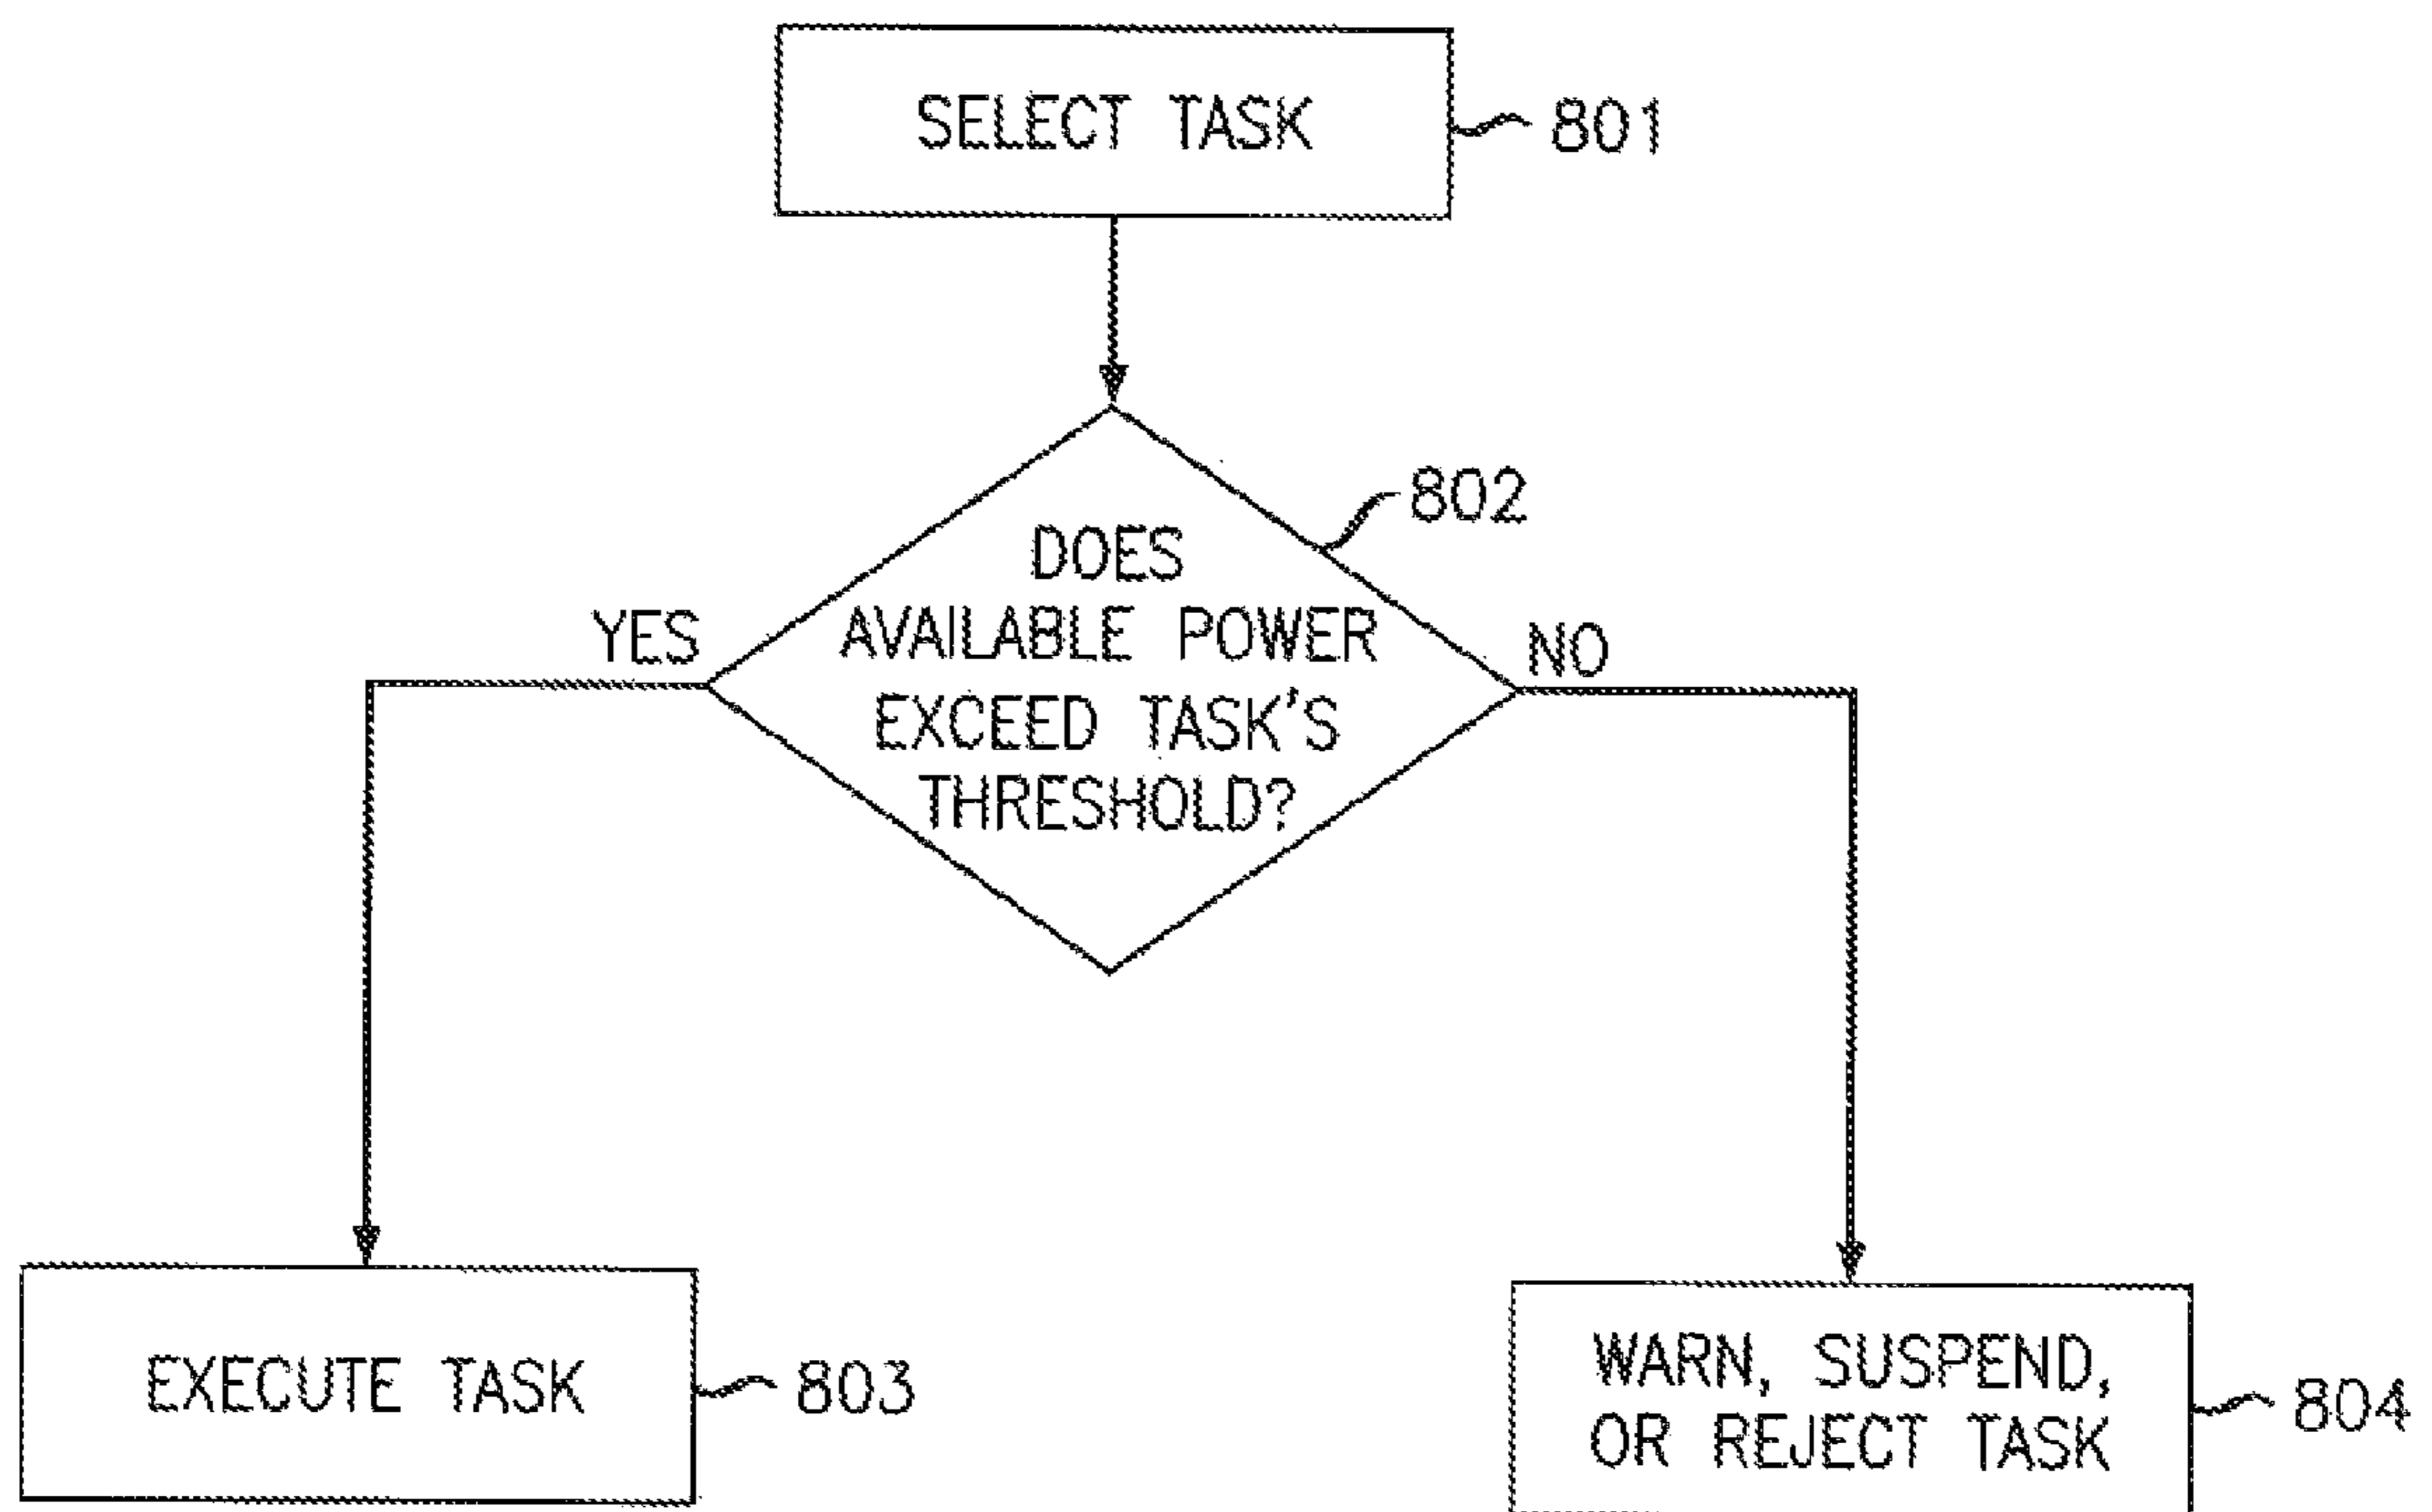 SELECT TASK
801
802
DOES
AVAILABLE POWER
EXCEED TASK'S
THRESHOLD?
YES
NO
EXECUTE TASK
803
WARN, SUSPEND,
OR REJECT TASK
804